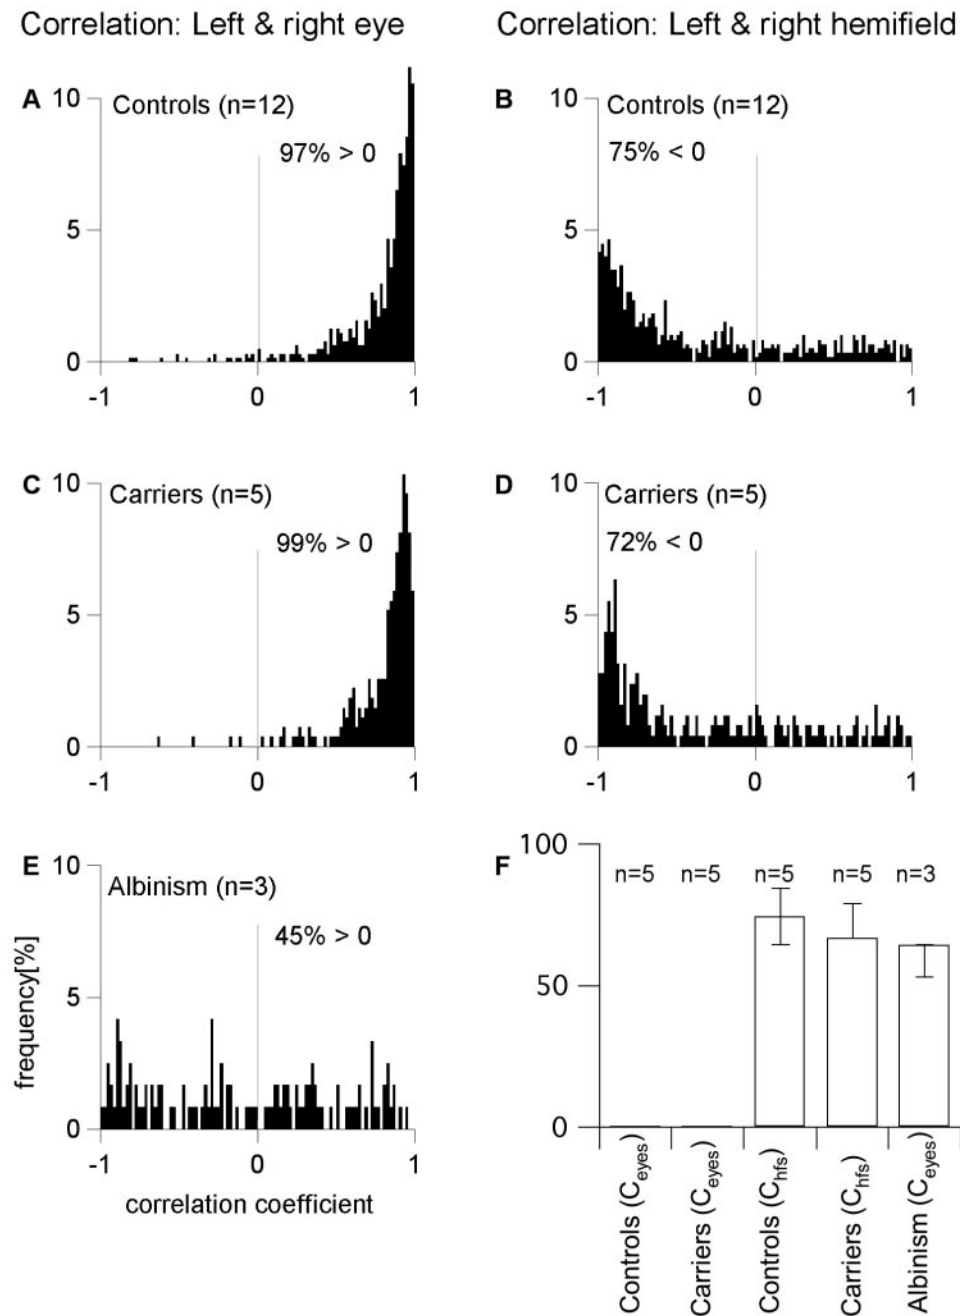 Correlation: Left & right eye
Correlation: Left & right hemifield
A
10
Controls (n=12)
97% > 0
5
0
-1
0
1
B
10
Controls (n=12)
75% < 0
5
0
-1
0
1
C
10
Carriers (n=5)
99% > 0
5
0
-1
0
1
D
10
Carriers (n=5)
72% < 0
5
0
-1
0
1
E
10
Albinism (n=3)
45% > 0
5
0
-1
0
1
frequency[%]
correlation coefficient
F
100
50
0
n=5
n=5
n=5
n=5
n=3
Controls (Ceyes)
Carriers (Ceyes)
Controls (Chfs)
Carriers (Chfs)
Albinism (Ceyes)